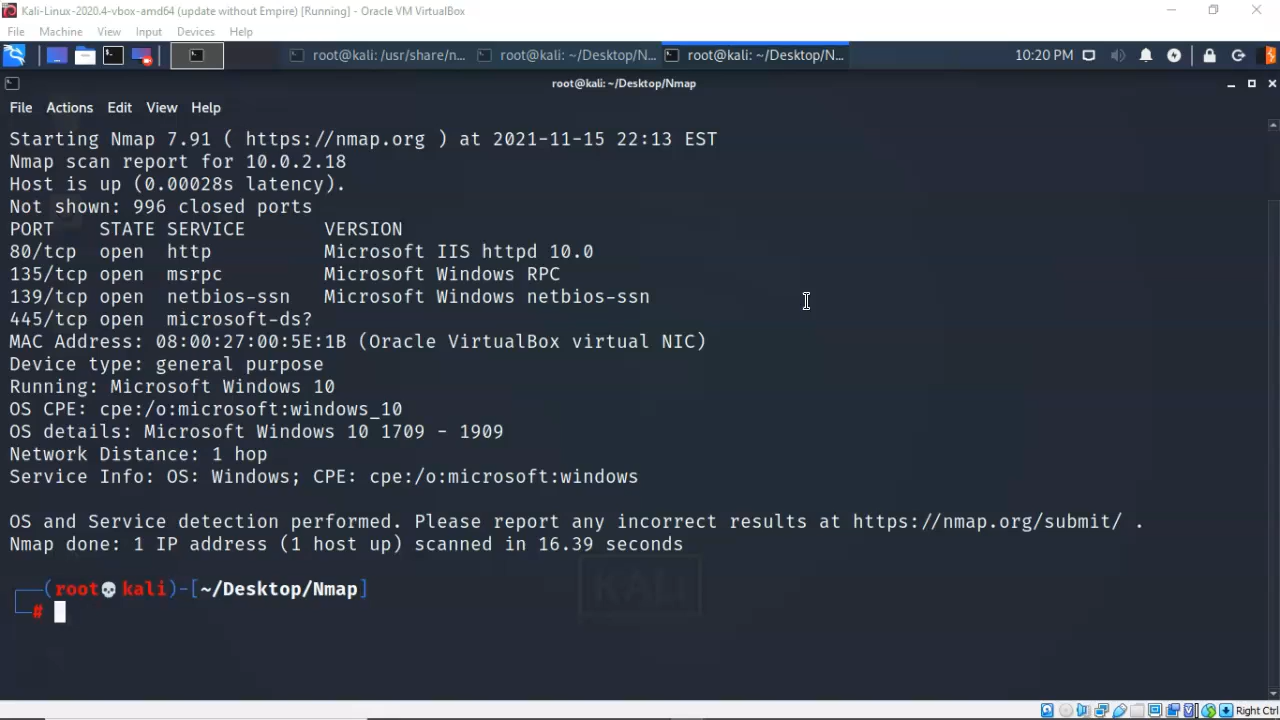 Kali-Linux-2020.4-vbox-amd64 (update without Empire) [Running] - Oracle VM VirtualBox
File Machine View Input Devices Help
root@kali: /usr/share/n... root@kali: ~/Desktop/N... root@kali: ~/Desktop/N... 10:20 PM
root@kali: ~/Desktop/Nmap
File Actions Edit View Help
Starting Nmap 7.91 ( https://nmap.org ) at 2021-11-15 22:13 EST
Nmap scan report for 10.0.2.18
Host is up (0.00028s latency).
Not shown: 996 closed ports
PORT STATE SERVICE VERSION
80/tcp open http Microsoft IIS httpd 10.0
135/tcp open msrpc Microsoft Windows RPC
139/tcp open netbios-ssn Microsoft Windows netbios-ssn
445/tcp open microsoft-ds?
MAC Address: 08:00:27:00:5E:1B (Oracle VirtualBox virtual NIC)
Device type: general purpose
Running: Microsoft Windows 10
OS CPE: cpe:/o:microsoft:windows_10
OS details: Microsoft Windows 10 1709 - 1909
Network Distance: 1 hop
Service Info: OS: Windows; CPE: cpe:/o:microsoft:windows
OS and Service detection performed. Please report any incorrect results at https://nmap.org/submit/ .
Nmap done: 1 IP address (1 host up) scanned in 16.39 seconds
(root💀kali)-[~/Desktop/Nmap]
#
KALI
Right Ctrl